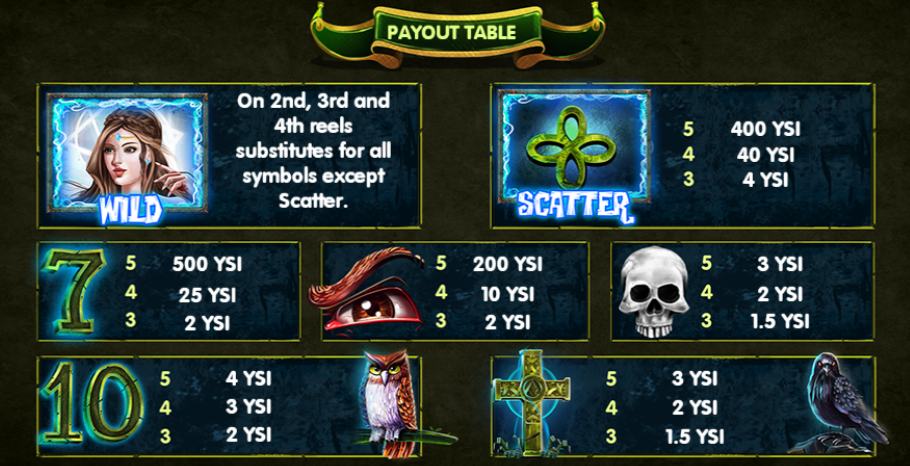 PAYOUT TABLE
On 2nd, 3rd and
4th reels
substitutes for all
symbols except
Scatter.
WILD
5 400 YSI
4 40 YSI
3 4 YSI
SCATTER
7
5 500 YSI
4 25 YSI
3 2 YSI
5 200 YSI
4 10 YSI
3 2 YSI
5 3 YSI
4 2 YSI
3 1.5 YSI
10
5 4 YSI
4 3 YSI
3 2 YSI
5 3 YSI
4 2 YSI
3 1.5 YSI